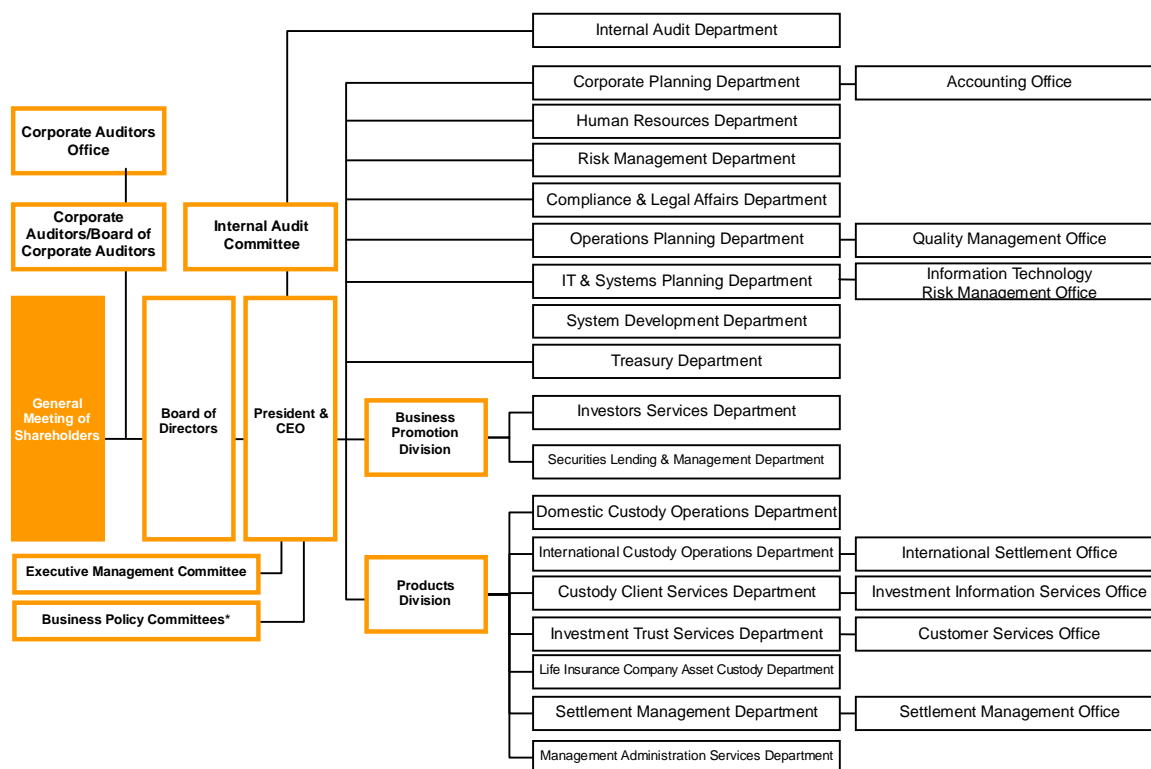 Internal Audit Department
Corporate Planning Department
Accounting Office
Human Resources Department
Risk Management Department
Compliance & Legal Affairs Department
Operations Planning Department
Quality Management Office
IT & Systems Planning Department
Information Technology
Risk Management Office
System Development Department
Treasury Department
Corporate Auditors
Office
Corporate
Auditors/Board of
Corporate Auditors
Internal Audit
Committee
General
Meeting of
Shareholders
Board of
Directors
President &
CEO
Business
Promotion
Division
Investors Services Department
Securities Lending & Management Department
Executive Management Committee
Business Policy Committees*
Products
Division
Domestic Custody Operations Department
International Custody Operations Department
International Settlement Office
Custody Client Services Department
Investment Information Services Office
Investment Trust Services Department
Customer Services Office
Life Insurance Company Asset Custody Department
Settlement Management Department
Settlement Management Office
Management Administration Services Department